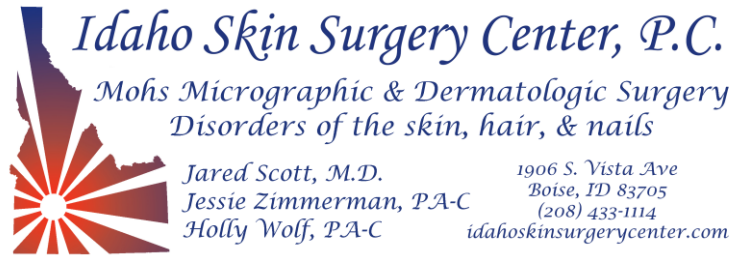 Idaho Skin Surgery Center, P.C.
Mohs Micrographic & Dermatologic Surgery
Disorders of the skin, hair, & nails
Jared Scott, M.D.
Jessie Zimmerman, PA-C
Holly Wolf, PA-C
1906 S. Vista Ave
Boise, ID 83705
(208) 433-1114
idahoskinsurgerycenter.com